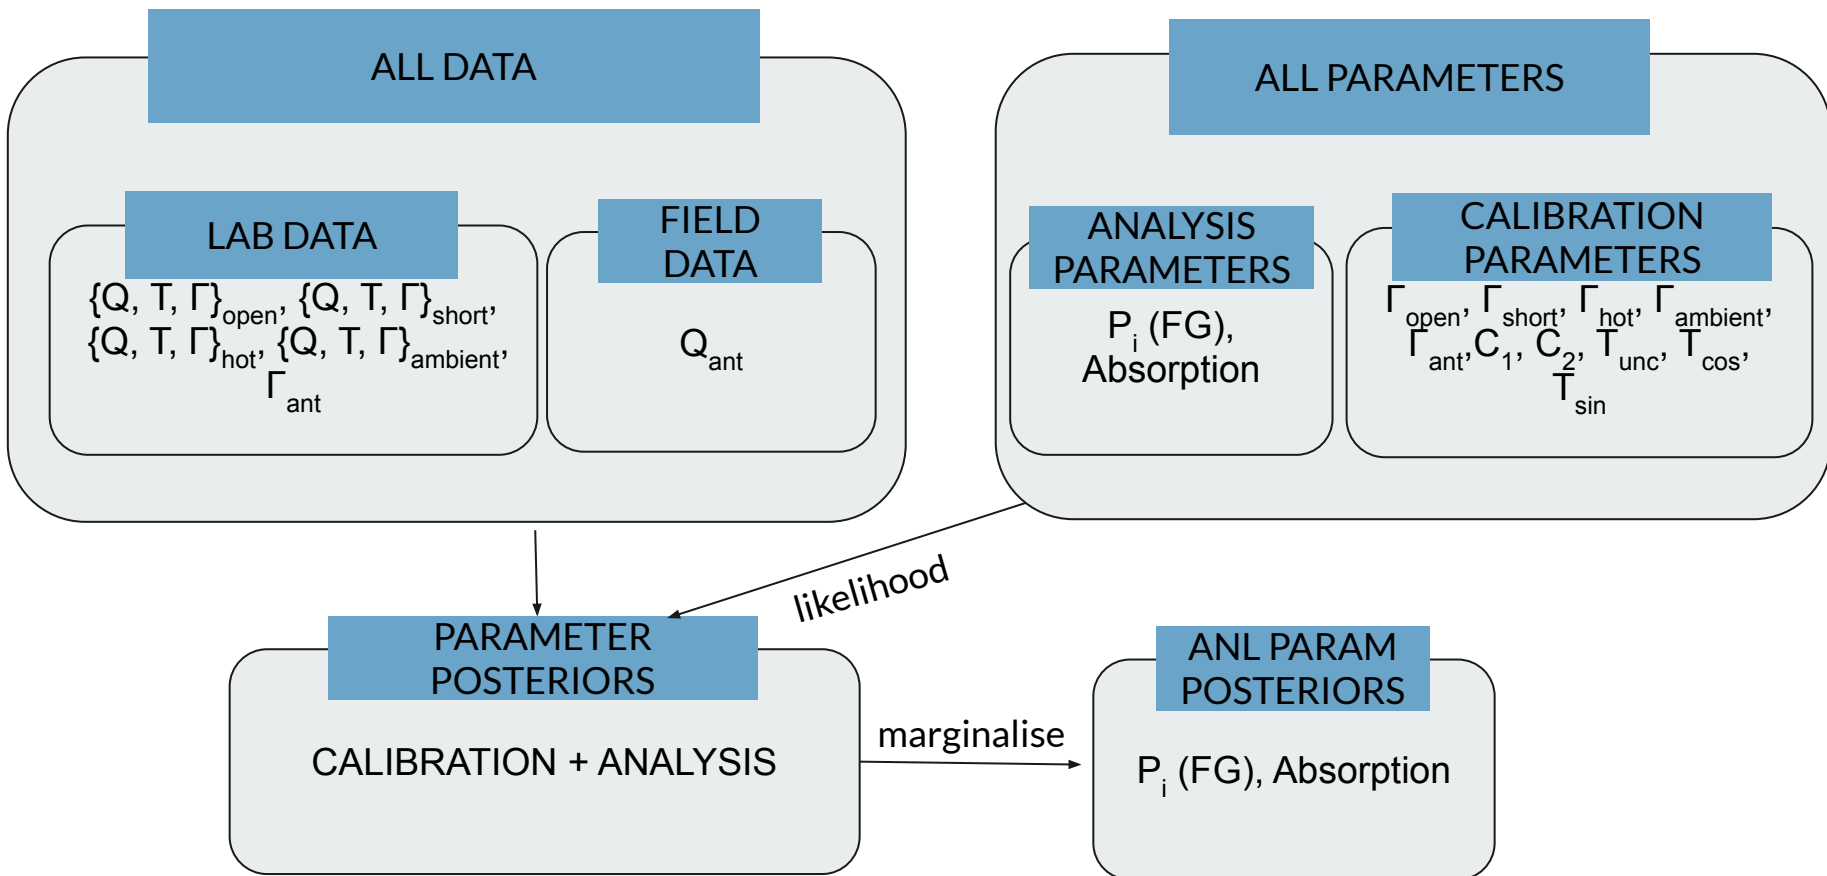 ALL DATA
ALL PARAMETERS
LAB DATA
{Q, T, Γ}open, {Q, T, Γ}short,
{Q, T, Γ}hot, {Q, T, Γ}ambient,
Γant
FIELD
DATA
Qant
ANALYSIS
PARAMETERS
Pi (FG),
Absorption
CALIBRATION
PARAMETERS
Γopen, Γshort, Γhot, Γambient,
Γant,C1, C2, Tunc, Tcos,
Tsin
likelihood
PARAMETER
POSTERIORS
CALIBRATION + ANALYSIS
marginalise
ANL PARAM
POSTERIORS
Pi (FG), Absorption